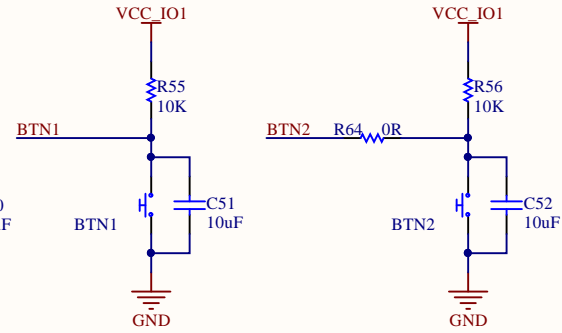 VCC_IO1
VCC_IO1
R55
10K
R56
10K
BTN1
BTN2
R64
0R
C51
10uF
BTN1
C52
10uF
BTN2
F
GND
GND